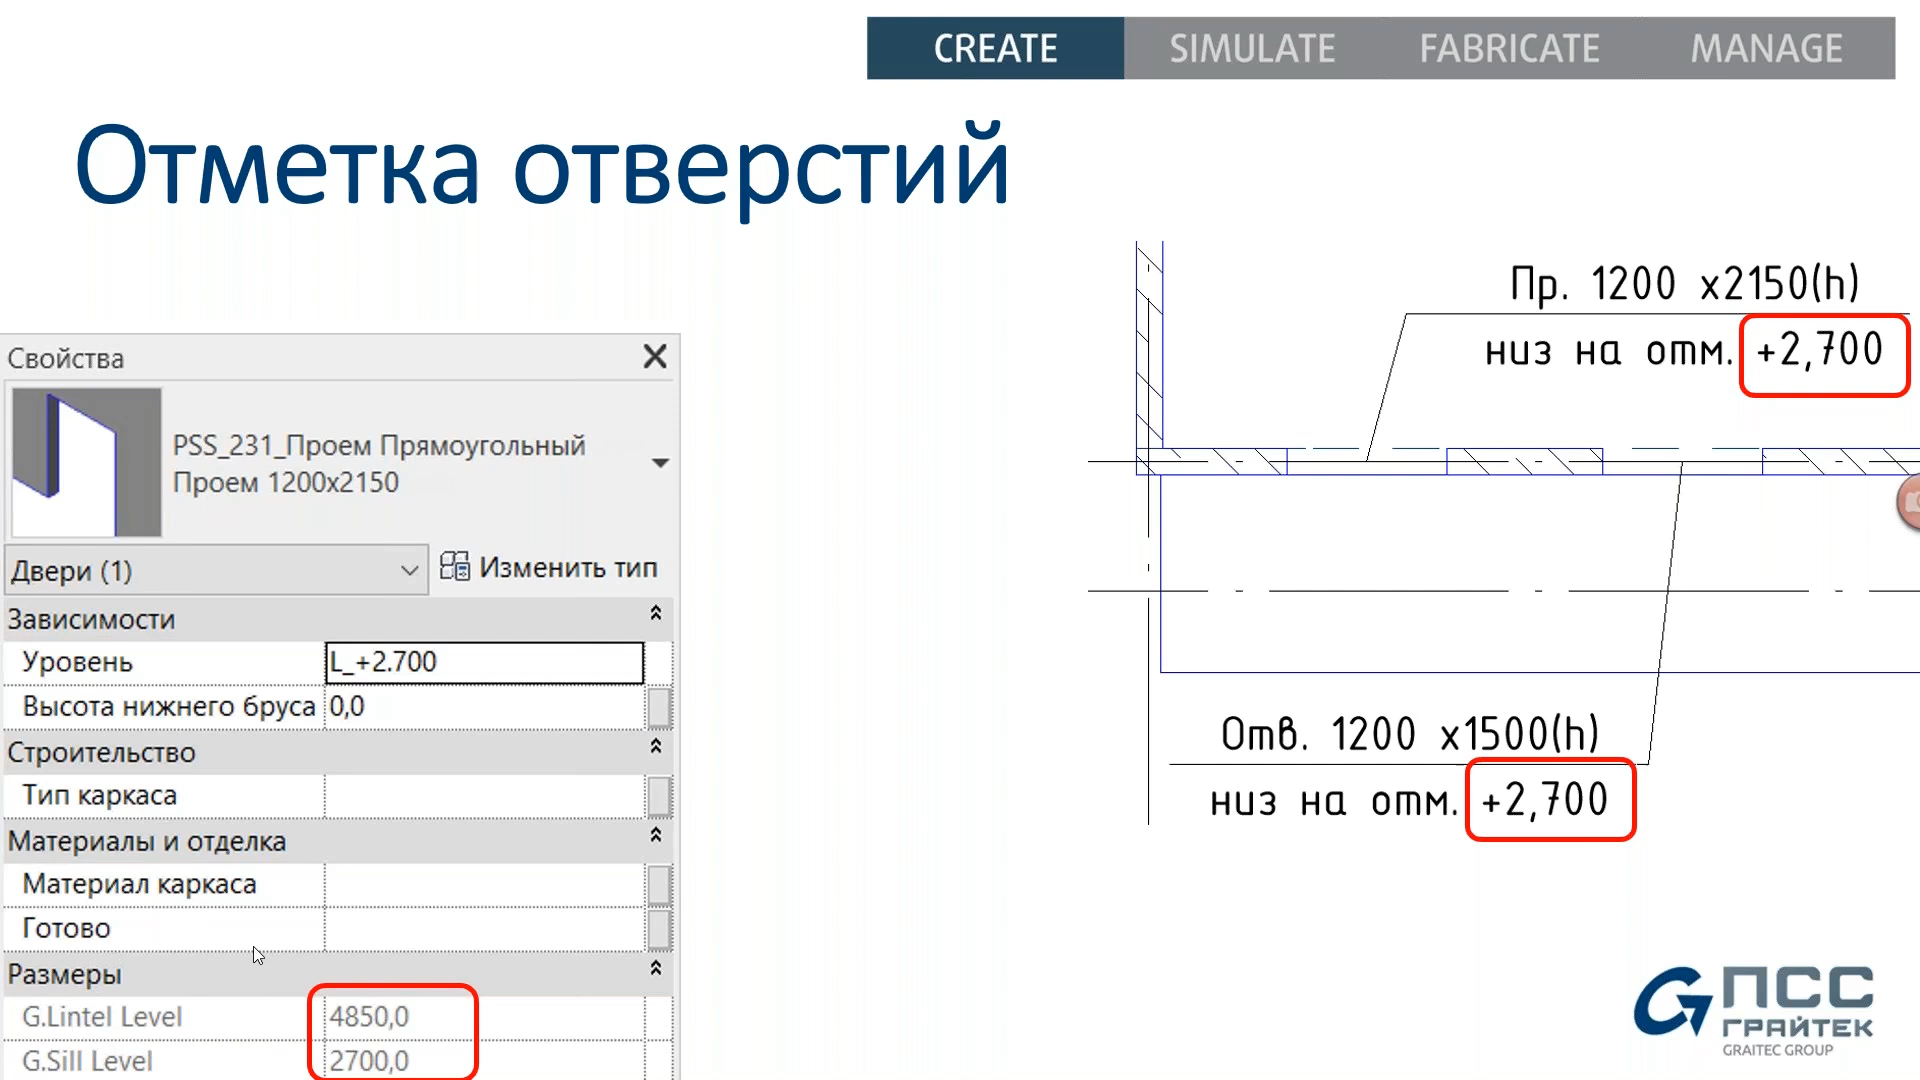 CREATE SIMULATE FABRICATE MANAGE
Отметка отверстий
Свойства
PSS_231_Проем Прямоугольный
Проем 1200x2150
Двери (1)
Изменить тип
Зависимости
Уровень L_+2.700
Высота нижнего бруса 0,0
Строительство
Тип каркаса
Материалы и отделка
Материал каркаса
Готово
Размеры
G.Lintel Level 4850,0
G.Sill Level 2700,0
Пр. 1200 x2150(h)
низ на отм. +2,700
Отв. 1200 x1500(h)
низ на отм. +2,700
ПСС
ГРАЙТЕК
GRAITEC GROUP